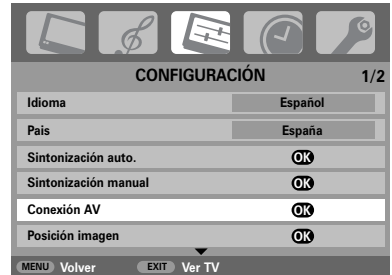 CONFIGURACIÓN 1/2
Idioma Español
Pais España
Sintonización auto. OK
Sintonización manual OK
Conexión AV OK
Posición imagen OK
MENU Volver EXIT Ver TV